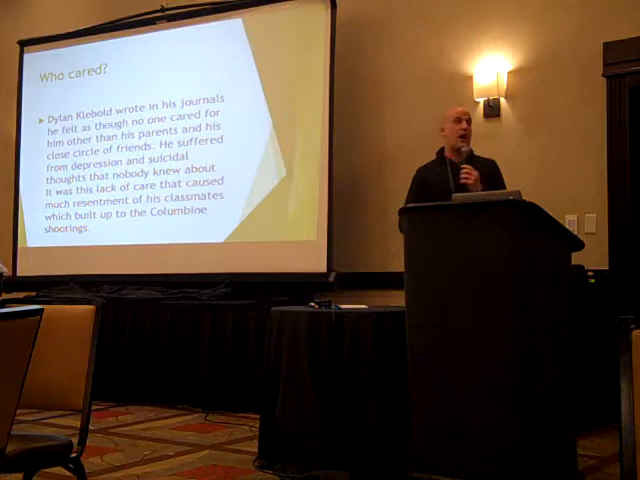 Who cared?
Dylan Klebold wrote in his journals
he felt as though no one cared for
him other than his parents and his
close circle of friends. He suffered
from depression and suicidal
thoughts that nobody knew about
It was this lack of care that caused
much resentment of his classmates
which built up to the Columbine
shootings.